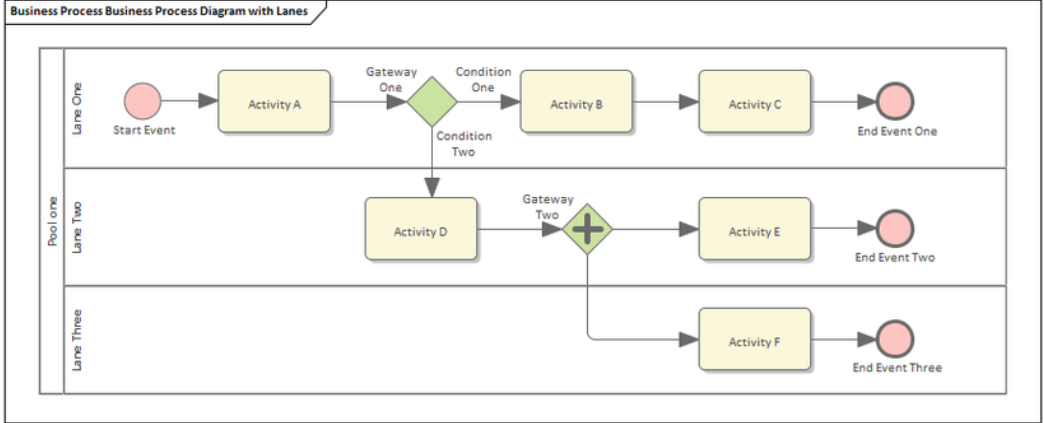 Business Process Business Process Diagram with Lanes
Pool one
Lane One
Start Event
Activity A
Gateway
One
Condition
One
Activity B
Activity C
End Event One
Condition
Two
Lane Two
Activity D
Gateway
Two
Activity E
End Event Two
Lane Three
Activity F
End Event Three